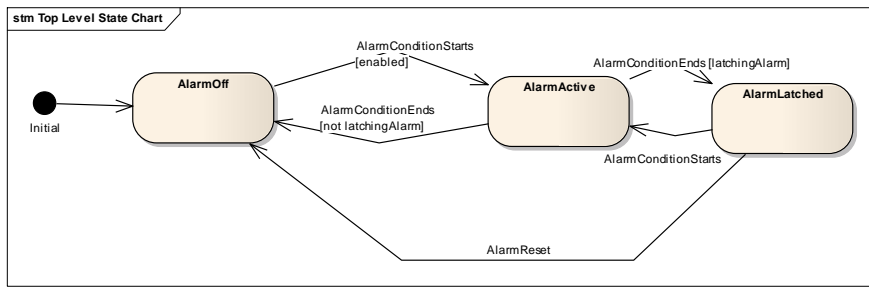 stm Top Level State Chart
AlarmConditionStarts
[enabled]
AlarmConditionEnds [latchingAlarm]
AlarmOff
AlarmActive
AlarmLatched
Initial
AlarmConditionEnds
[not latchingAlarm]
AlarmConditionStarts
AlarmReset